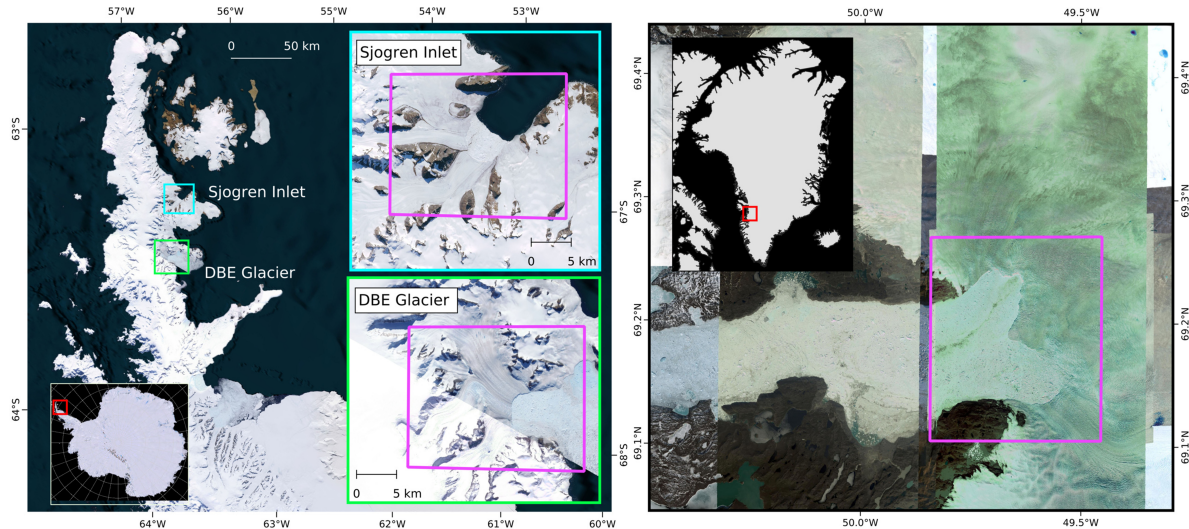 57°W 56°W 55°W 54°W 53°W
50.0°W 49.5°W
0 50 km
Sjogren Inlet
0 5 km
DBE Glacier
0 5 km
Sjogren Inlet
DBE Glacier
63°S
64°S
67°S
68°S
69.4°N
69.3°N
69.2°N
69.1°N
69.4°N
69.3°N
69.2°N
69.1°N
64°W 63°W 62°W 61°W 60°W
50.0°W 49.5°W